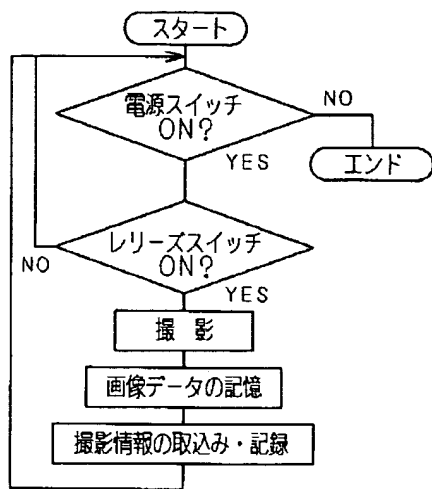 スタート
電源スイッチ
ON?
NO
YES
エンド
レリーズスイッチ
ON?
NO
YES
撮 影
画像データの記憶
撮影情報の取込み・記録